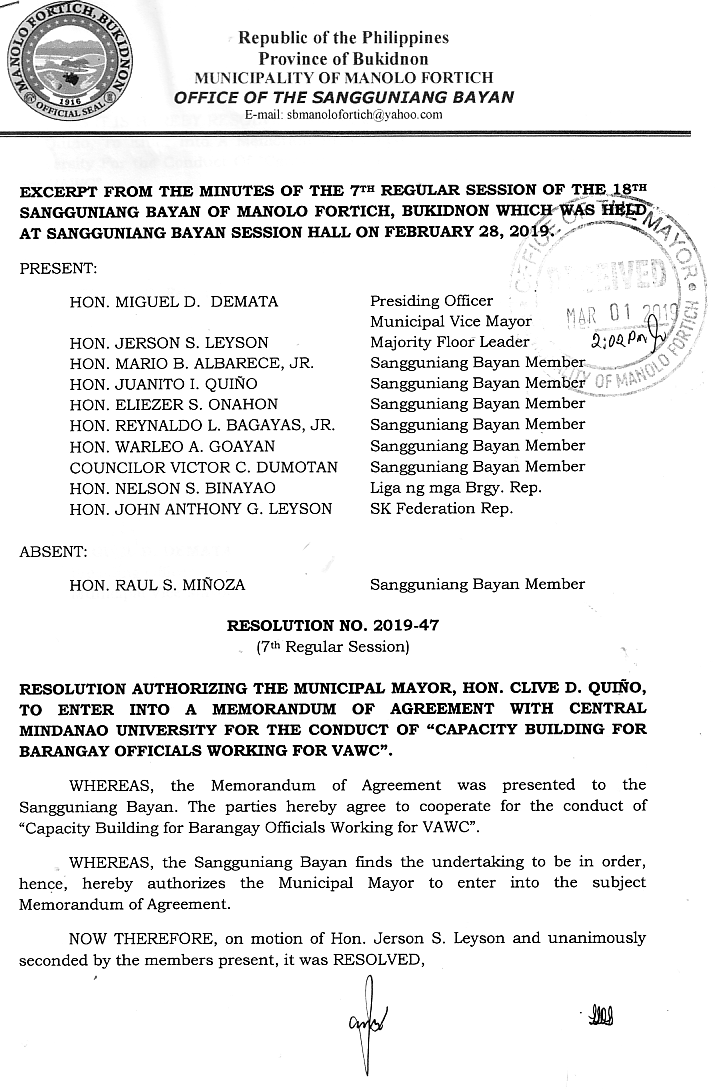 MANOLO FORTICH, BUKIDNON
1916
OFFICIAL SEAL
Republic of the Philippines
Province of Bukidnon
MUNICIPALITY OF MANOLO FORTICH
OFFICE OF THE SANGGUNIANG BAYAN
E-mail: sbmanolofortich@yahoo.com
EXCERPT FROM THE MINUTES OF THE 7TH REGULAR SESSION OF THE 18TH
SANGGUNIANG BAYAN OF MANOLO FORTICH, BUKIDNON WHICH WAS HELD
AT SANGGUNIANG BAYAN SESSION HALL ON FEBRUARY 28, 2019.
OFFICE OF THE MAYOR
RECEIVED
MAR 01 2019
2:02 PM
OF MANOLO FORTICH
PRESENT:
HON. MIGUEL D. DEMATA Presiding Officer
Municipal Vice Mayor
HON. JERSON S. LEYSON Majority Floor Leader
HON. MARIO B. ALBARECE, JR. Sangguniang Bayan Member
HON. JUANITO I. QUIÑO Sangguniang Bayan Member
HON. ELIEZER S. ONAHON Sangguniang Bayan Member
HON. REYNALDO L. BAGAYAS, JR. Sangguniang Bayan Member
HON. WARLEO A. GOAYAN Sangguniang Bayan Member
COUNCILOR VICTOR C. DUMOTAN Sangguniang Bayan Member
HON. NELSON S. BINAYAO Liga ng mga Brgy. Rep.
HON. JOHN ANTHONY G. LEYSON SK Federation Rep.
ABSENT:
HON. RAUL S. MIÑOZA Sangguniang Bayan Member
RESOLUTION NO. 2019-47
(7th Regular Session)
RESOLUTION AUTHORIZING THE MUNICIPAL MAYOR, HON. CLIVE D. QUIÑO,
TO ENTER INTO A MEMORANDUM OF AGREEMENT WITH CENTRAL
MINDANAO UNIVERSITY FOR THE CONDUCT OF “CAPACITY BUILDING FOR
BARANGAY OFFICIALS WORKING FOR VAWC”.
WHEREAS, the Memorandum of Agreement was presented to the
Sangguniang Bayan. The parties hereby agree to cooperate for the conduct of
“Capacity Building for Barangay Officials Working for VAWC”.
WHEREAS, the Sangguniang Bayan finds the undertaking to be in order,
hence, hereby authorizes the Municipal Mayor to enter into the subject
Memorandum of Agreement.
NOW THEREFORE, on motion of Hon. Jerson S. Leyson and unanimously
seconded by the members present, it was RESOLVED,